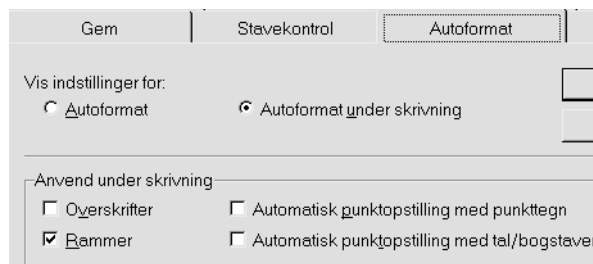 Gem Stavekontrol Autoformat
Vis indstillinger for:
Autoformat Autoformat under skrivning
Anvend under skrivning
Overskrifter Automatisk punktopstilling med punkttegn
Rammer Automatisk punktopstilling med tal/bogstaver